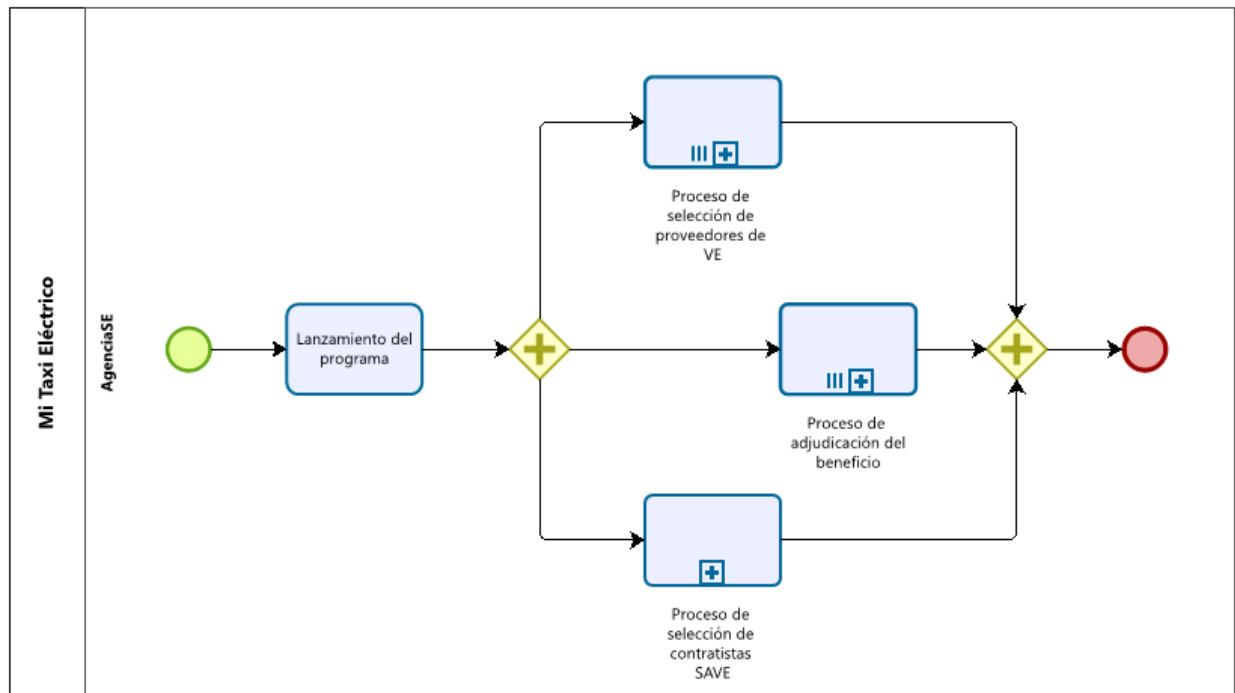 Mi Taxi Eléctrico
AgenciaSE
Lanzamiento del
programa
Proceso de
selección de
proveedores de
VE
Proceso de
adjudicación del
beneficio
Proceso de
selección de
contratistas
SAVE